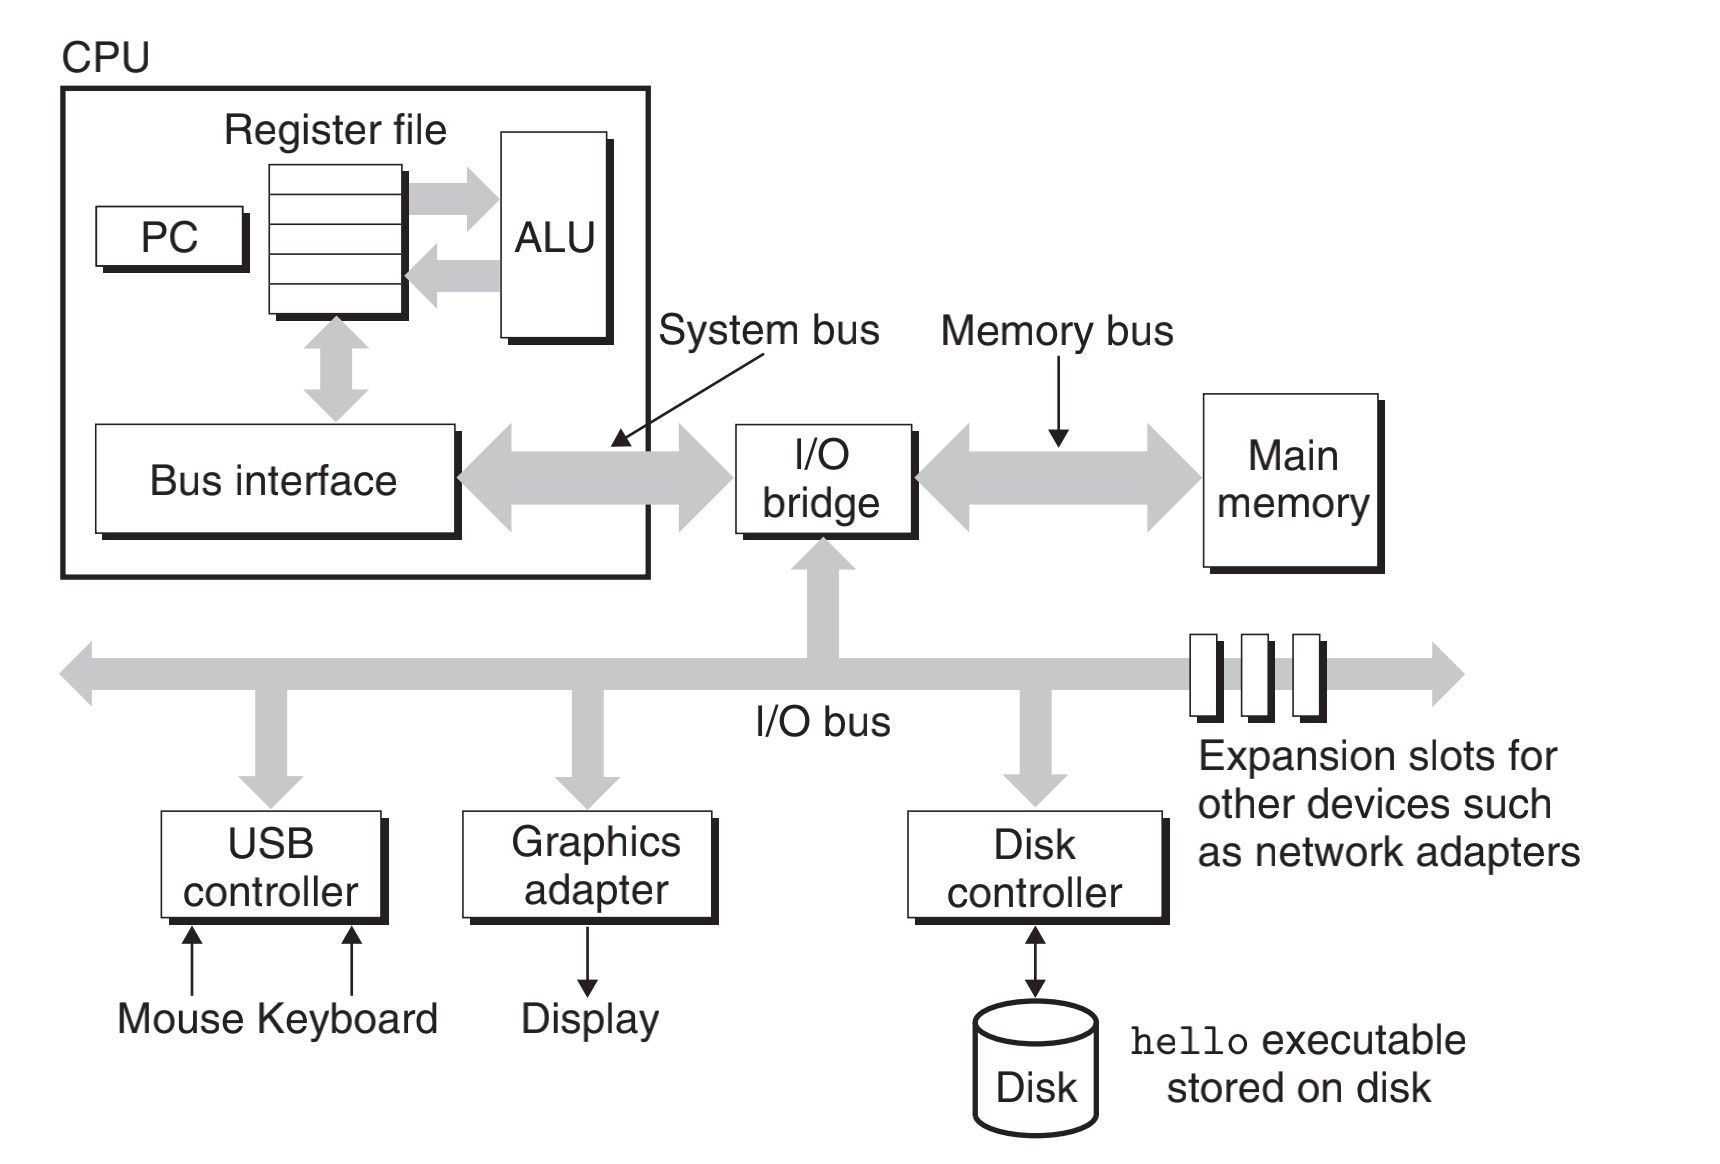 CPU
Register file
PC
ALU
System bus
Memory bus
Bus interface
I/O
bridge
Main
memory
I/O bus
Expansion slots for
other devices such
as network adapters
USB
controller
Graphics
adapter
Disk
controller
Mouse
Keyboard
Display
Disk
hello executable
stored on disk